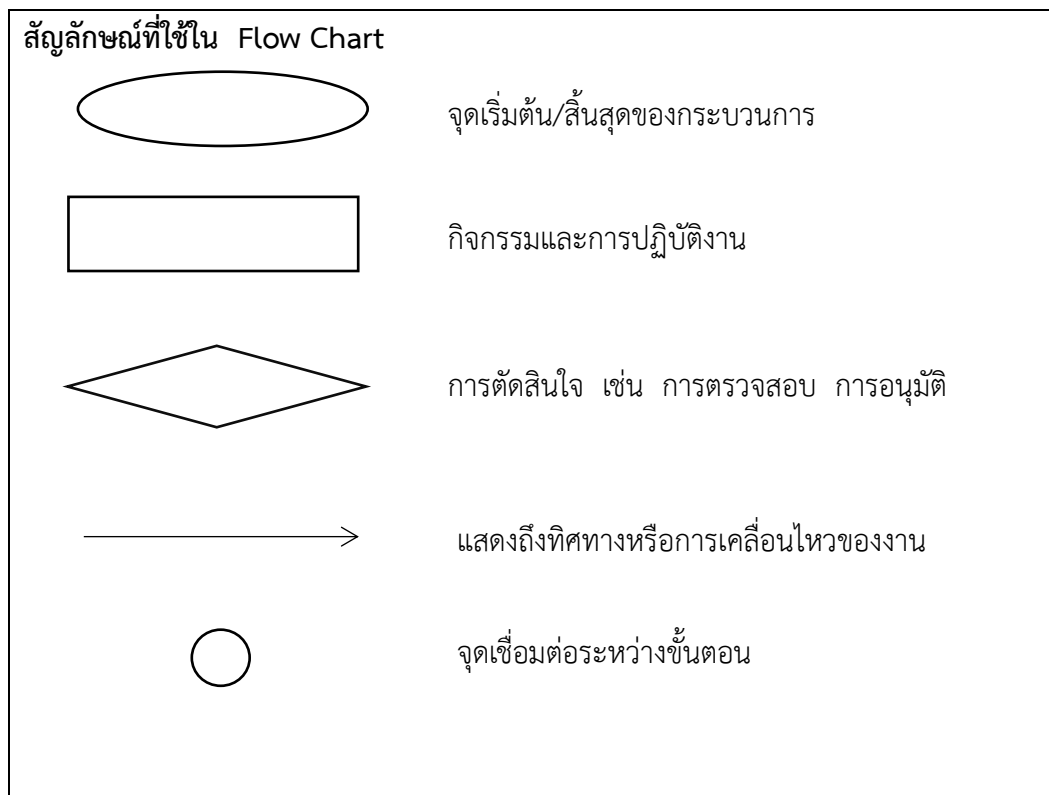 สัญลักษณ์ที่ใช้ใน Flow Chart
จุดเริ่มต้น/สิ้นสุดของกระบวนการ
กิจกรรมและการปฏิบัติงาน
การตัดสินใจ เช่น การตรวจสอบ การอนุมัติ
แสดงถึงทิศทางหรือการเคลื่อนไหวของงาน
จุดเชื่อมต่อระหว่างขั้นตอน